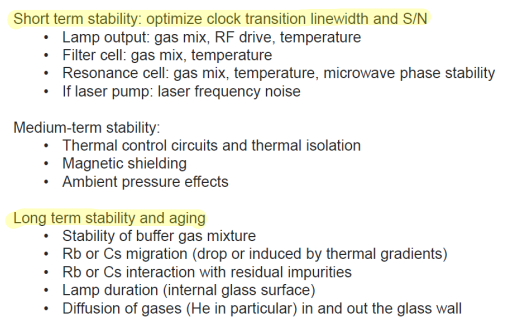 Short term stability: optimize clock transition linewidth and S/N
• Lamp output: gas mix, RF drive, temperature
• Filter cell: gas mix, temperature
• Resonance cell: gas mix, temperature, microwave phase stability
• If laser pump: laser frequency noise
Medium-term stability:
• Thermal control circuits and thermal isolation
• Magnetic shielding
• Ambient pressure effects
Long term stability and aging
• Stability of buffer gas mixture
• Rb or Cs migration (drop or induced by thermal gradients)
• Rb or Cs interaction with residual impurities
• Lamp duration (internal glass surface)
• Diffusion of gases (He in particular) in and out the glass wall